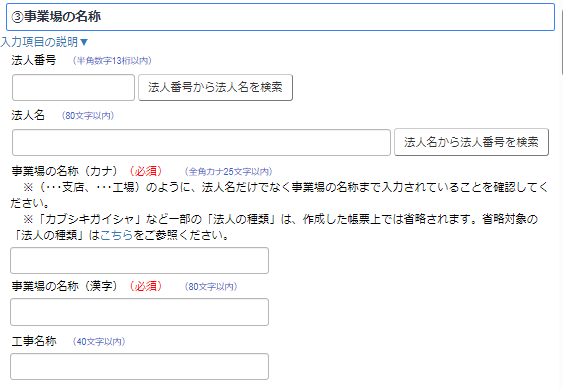 ③事業場の名称
入力項目の説明▼
法人番号 （半角数字13桁以内）
法人番号から法人名を検索
法人名 （80文字以内）
法人名から法人番号を検索
事業場の名称（カナ）（必須） （全角カナ25文字以内）
※（･･･支店、･･･工場）のように、法人名だけでなく事業場の名称まで入力されていることを確認してく
ださい。
※「カブシキガイシャ」など一部の「法人の種類」は、作成した帳票上では省略されます。省略対象の
「法人の種類」はこちらをご参照ください。
事業場の名称（漢字）（必須） （80文字以内）
工事名称 （40文字以内）